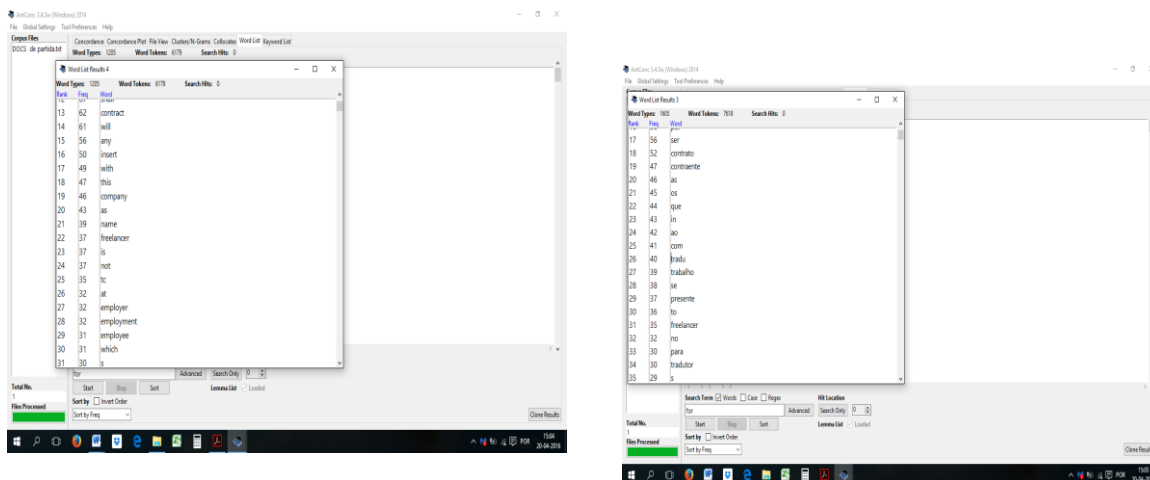 AntConc 3.4.3w (Windows) 2014
File Global Settings Tool Preferences Help
Corpus Files
DOCS de partida.txt
Concordance Concordance Plot File View Clusters/N-Grams Collocates Word List Keyword List
Word Types: 1205 Word Tokens: 6179 Search Hits: 0
Word List Results 4
Word Types: 1205 Word Tokens: 6179 Search Hits: 0
Rank Freq Word
13 62 contract
14 61 will
15 56 any
16 50 insert
17 49 with
18 47 this
19 46 company
20 43 as
21 39 name
22 37 freelancer
23 37 is
24 37 not
25 35 tc
26 32 at
27 32 employer
28 32 employment
29 31 employee
30 31 which
31 30 s
for Advanced Search Only 0
Total No.
1
Files Processed
Start Stop Sort Lemma List Loaded
Sort by Invert Order
Sort by Freq
Clone Results
POR
15:04
20-04-2018
AntConc 3.4.3w (Windows) 2014
File Global Settings Tool Preferences Help
Word List Results 3
Word Types: 1605 Word Tokens: 7618 Search Hits: 0
Rank Freq Word
17 56 ser
18 52 contrato
19 47 contraente
20 46 as
21 45 os
22 44 que
23 43 in
24 42 ao
25 41 com
26 40 tradu
27 39 trabalho
28 38 se
29 37 presente
30 36 to
31 35 freelancer
32 32 no
33 30 para
34 30 tradutor
35 29 s
Search Term Words Case Regex Hit Location
for Advanced Search Only 0
Total No.
1
Files Processed
Start Stop Sort Lemma List Loaded
Sort by Invert Order
Sort by Freq
POR